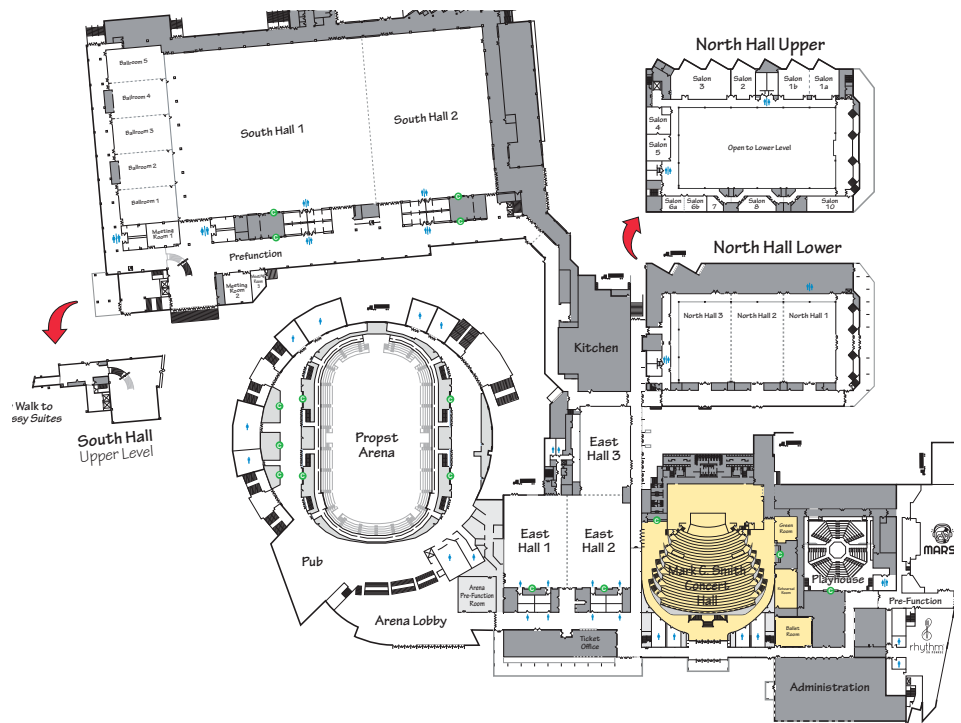 North Hall Upper
Salon
3
Salon
2
Salon
1b
Salon
1a
Salon
4
Salon
5
Open to Lower Level
Salon
6a
Salon
6b
7
Salon
8
Salon
10
Ballroom 5
Ballroom 4
Ballroom 3
Ballroom 2
Ballroom 1
South Hall 1
South Hall 2
Meeting
Room 1
Prefunction
Meeting
Room 2
Meeting
Room
3
North Hall Lower
North Hall 3
North Hall 2
North Hall 1
Kitchen
Walk to
ssy Suites
South Hall
Upper Level
Propst
Arena
East
Hall 3
East
Hall 1
East
Hall 2
Pub
Arena
Pre-Function
Room
Arena Lobby
Ticket
Office
Mark C. Smith
Concert
Hall
Green
Room
Rehearsal
Room
Ballet
Room
Playhouse
MARS
Pre-Function
rhythm
Administration